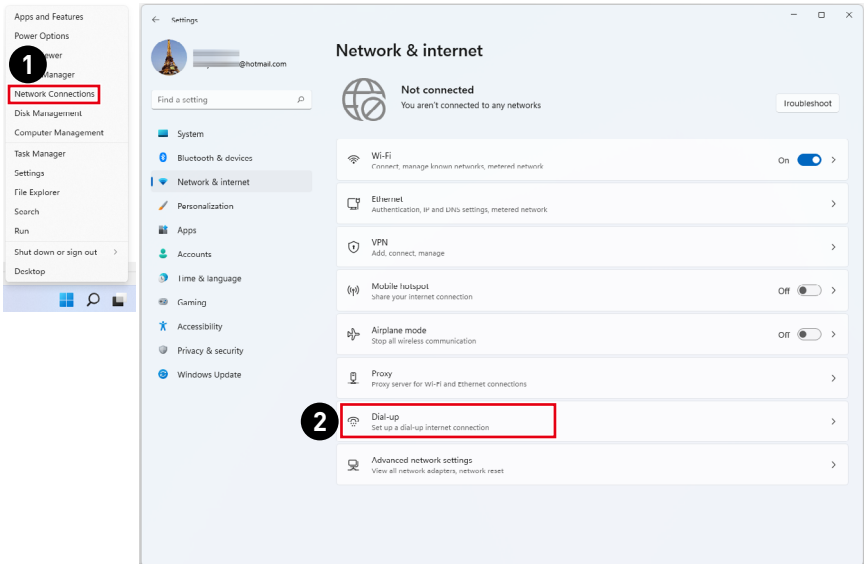 Apps and Features
Power Options
ewer
1
Manager
Network Connections
Disk Management
Computer Management
Task Manager
Settings
File Explorer
Search
Run
Shut down or sign out
Desktop
Settings
@hotmail.com
Find a setting
System
Bluetooth & devices
Network & internet
Personalization
Apps
Accounts
Time & language
Gaming
Accessibility
Privacy & security
Windows Update
Network & internet
Not connected
You aren't connected to any networks
Troubleshoot
Wi-Fi
Connect, manage known networks, metered network
On
Ethernet
Authentication, IP and DNS settings, metered network
VPN
Add, connect, manage
Mobile hotspot
Share your internet connection
Off
Airplane mode
Stop all wireless communication
Off
Proxy
Proxy server for Wi-Fi and Ethernet connections
2
Dial-up
Set up a dial-up internet connection
Advanced network settings
View all network adapters, network reset